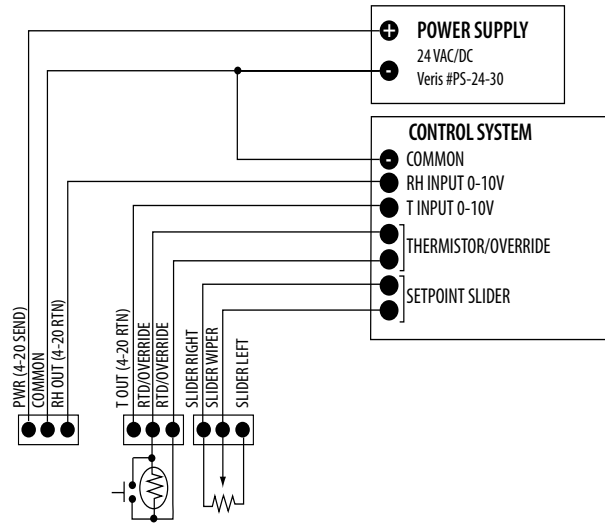 + POWER SUPPLY
24 VAC/DC
- Veris #PS-24-30
CONTROL SYSTEM
- COMMON
RH INPUT 0-10V
T INPUT 0-10V
THERMISTOR/OVERRIDE
SETPOINT SLIDER
PWR (4-20 SEND)
COMMON
RH OUT (4-20 RTN)
T OUT (4-20 RTN)
RTD/OVERRIDE
RTD/OVERRIDE
SLIDER RIGHT
SLIDER WIPER
SLIDER LEFT